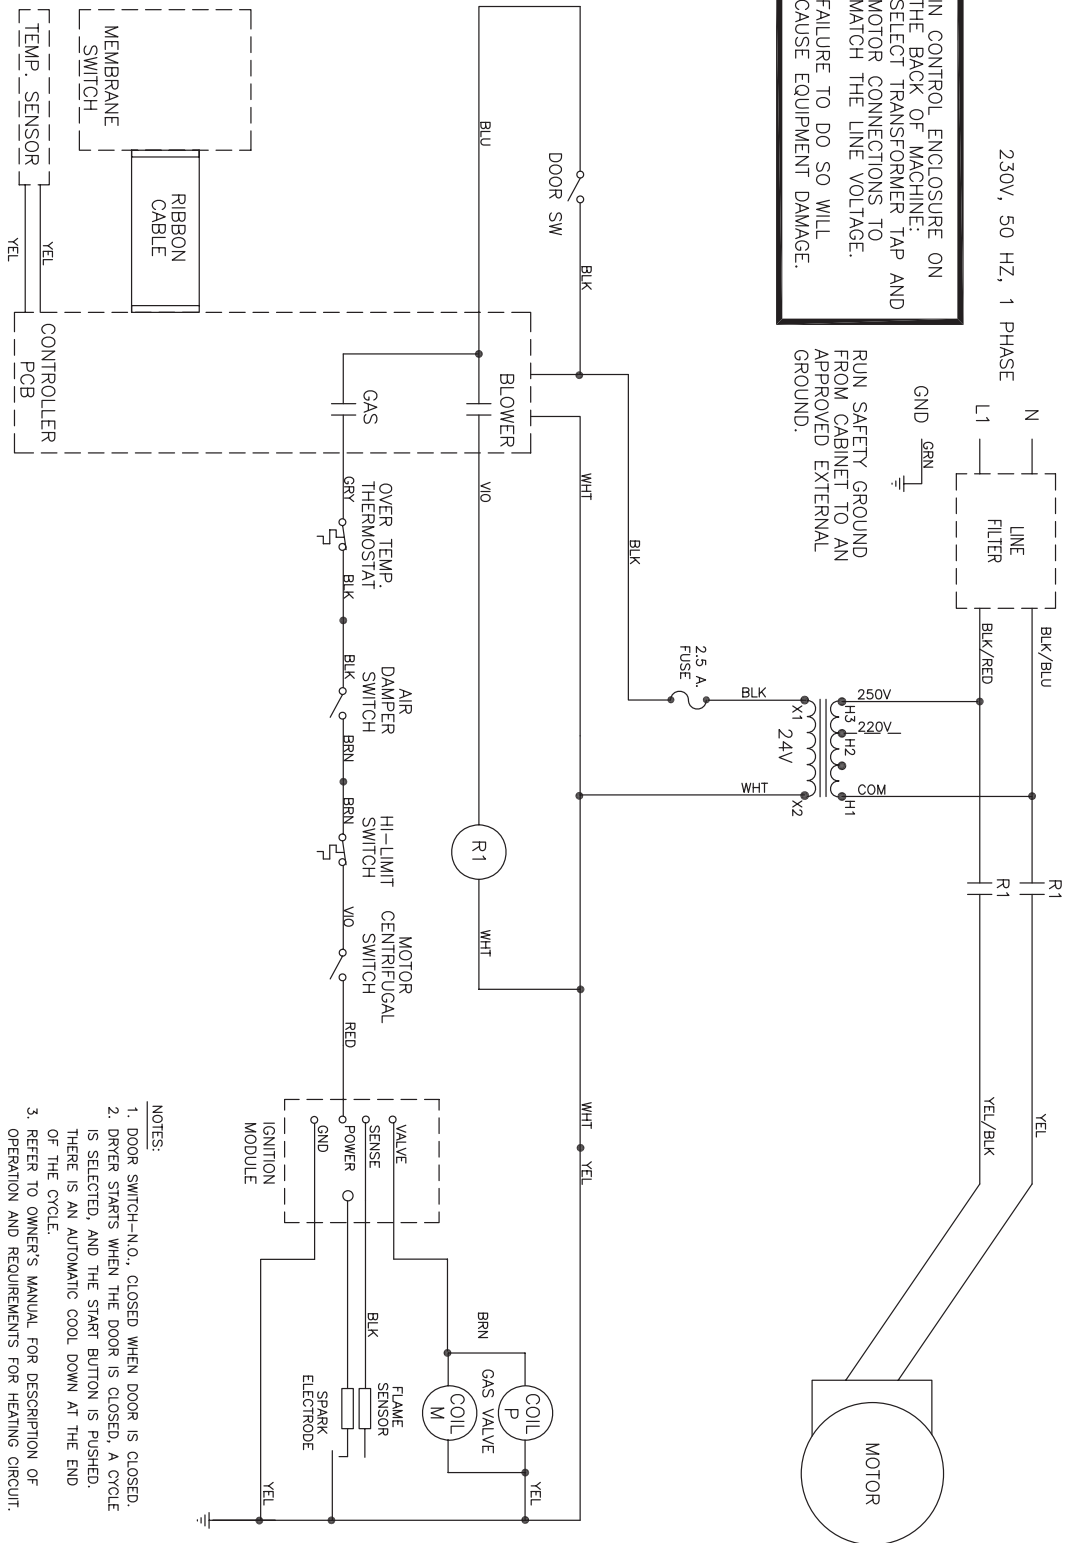 IN CONTROL ENCLOSURE ON
THE BACK OF MACHINE:
SELECT TRANSFORMER TAP AND
MOTOR CONNECTIONS TO
MATCH THE LINE VOLTAGE.
FAILURE TO DO SO WILL
CAUSE EQUIPMENT DAMAGE.
230V, 50 HZ, 1 PHASE
N
L1
GND
GRN
RUN SAFETY GROUND
FROM CABINET TO AN
APPROVED EXTERNAL
GROUND.
LINE
FILTER
BLK/BLU
BLK/RED
R1
R1
YEL
YEL/BLK
MOTOR
250V
H3
220V
H2
COM
H1
X1
24V
X2
BLK
WHT
2.5 A.
FUSE
BLK
DOOR SW
BLK
BLU
WHT
WHT
YEL
BLOWER
VIO
R1
WHT
GAS
GRY
OVER TEMP.
THERMOSTAT
BLK
BLK
AIR
DAMPER
SWITCH
BRN
BRN
HI-LIMIT
SWITCH
VIO
MOTOR
CENTRIFUGAL
SWITCH
RED
VALVE
SENSE
POWER
GND
IGNITION
MODULE
BRN
COIL
P
GAS VALVE
COIL
M
YEL
BLK
FLAME
SENSOR
SPARK
ELECTRODE
YEL
MEMBRANE
SWITCH
RIBBON
CABLE
TEMP. SENSOR
YEL
YEL
CONTROLLER
PCB
NOTES:
1. DOOR SWITCH-N.O., CLOSED WHEN DOOR IS CLOSED.
2. DRYER STARTS WHEN THE DOOR IS CLOSED, A CYCLE
IS SELECTED, AND THE START BUTTON IS PUSHED.
THERE IS AN AUTOMATIC COOL DOWN AT THE END
OF THE CYCLE.
3. REFER TO OWNER'S MANUAL FOR DESCRIPTION OF
OPERATION AND REQUIREMENTS FOR HEATING CIRCUIT.